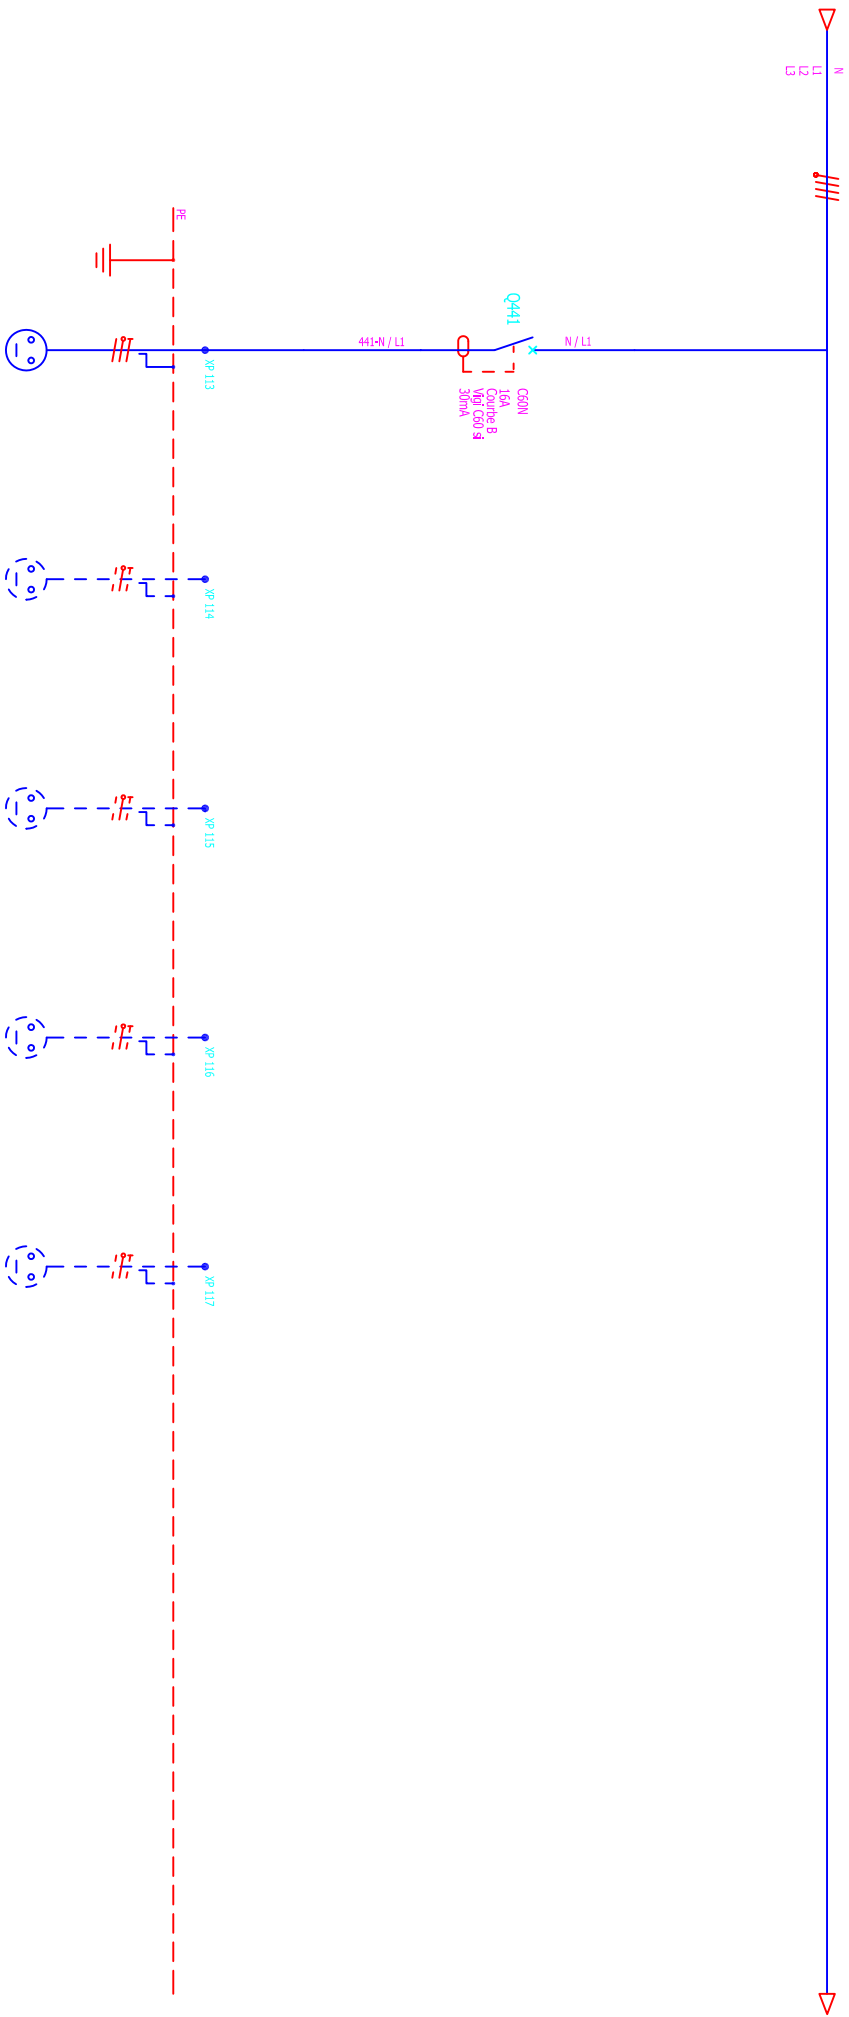 N
L1
L2
L3
PE
Q441
N / L1
441-N / L1
C60N
16A
Courbe B
Vigi C60 si
30mA
XP 113
XP 114
XP 115
XP 116
XP 117